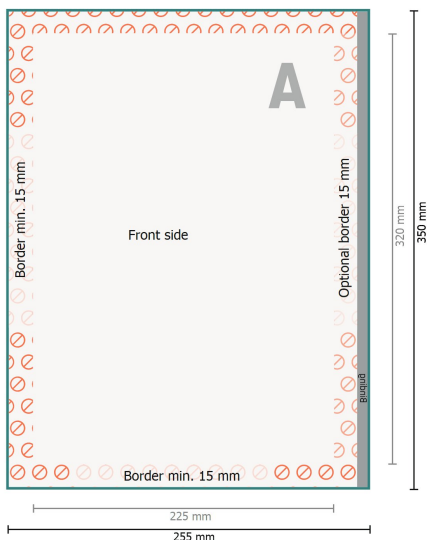 A
Border min. 15 mm
Front side
Optional border 15 mm
320 mm
350 mm
Bunding
Border min. 15 mm
225 mm
255 mm